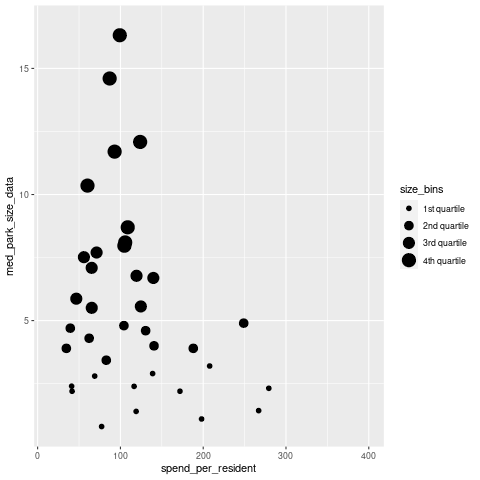 15
10
5
0
100
200
300
400
med_park_size_data
spend_per_resident
size_bins
1st quartile
2nd quartile
3rd quartile
4th quartile